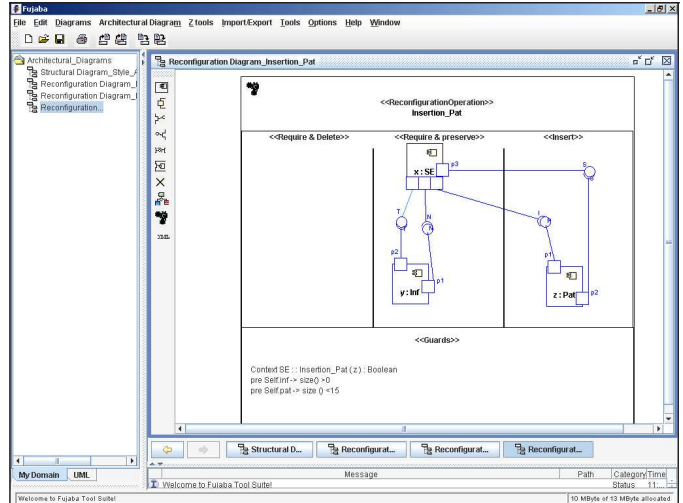 Fujaba
File Edit Diagrams Architectural Diagram Z tools Import/Export Tools Options Help Window
Architectural_Diagrams
Structural Diagram_Style_A
Reconfiguration Diagram_I
Reconfiguration Diagram_I
Reconfiguration...
Reconfiguration Diagram_Insertion_Pat
<<ReconfigurationOperation>>
Insertion_Pat
<<Require & Delete>> <<Require & preserve>> <<Insert>>
x : SE
p3
S
T
N
I
P
p2
p1
p1
y : Inf
z : Pat
p2
<<Guards>>
Context SE : : Insertion_Pat ( z ) : Boolean
pre Self.inf-> size() >0
pre Self.pat-> size () <15
Structural D... Reconfigurat... Reconfigurat... Reconfigurat...
My Domain UML
Message Path Category Time
Welcome to Fujaba Tool Suite! Status 11:...
Welcome to Fujaba Tool Suite! 10 MByte of 13 MByte allocated